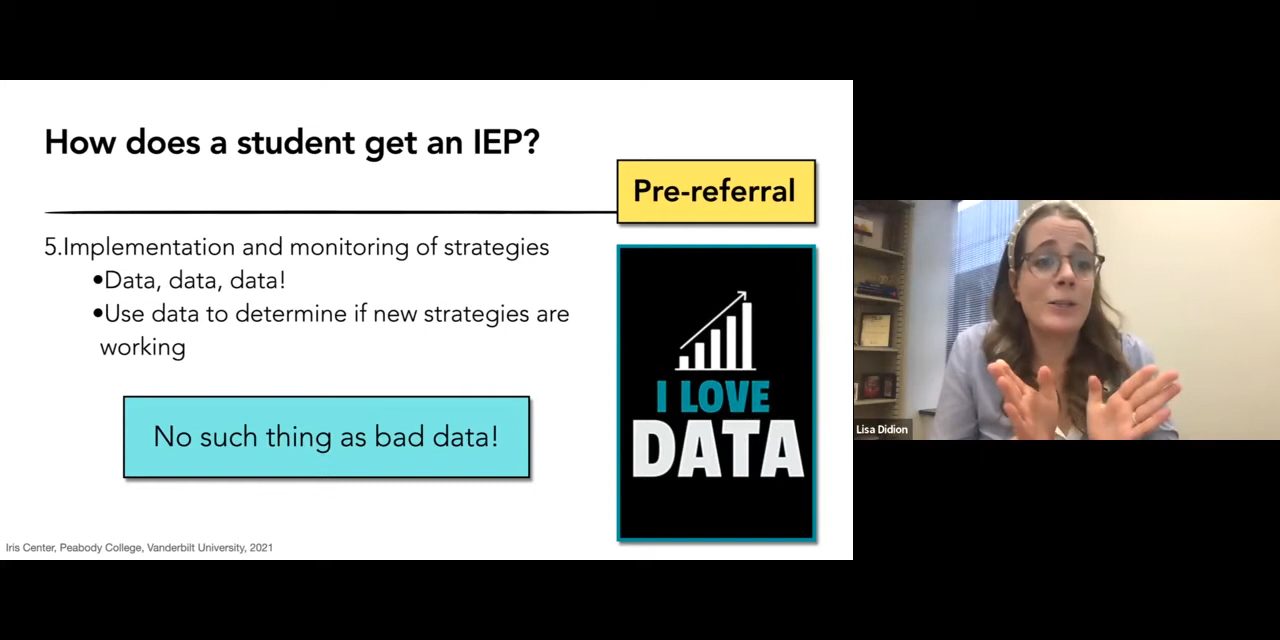 How does a student get an IEP?
Pre-referral
5.Implementation and monitoring of strategies
•Data, data, data!
•Use data to determine if new strategies are
working
No such thing as bad data!
I LOVE
DATA
Iris Center, Peabody College, Vanderbilt University, 2021
Lisa Didion